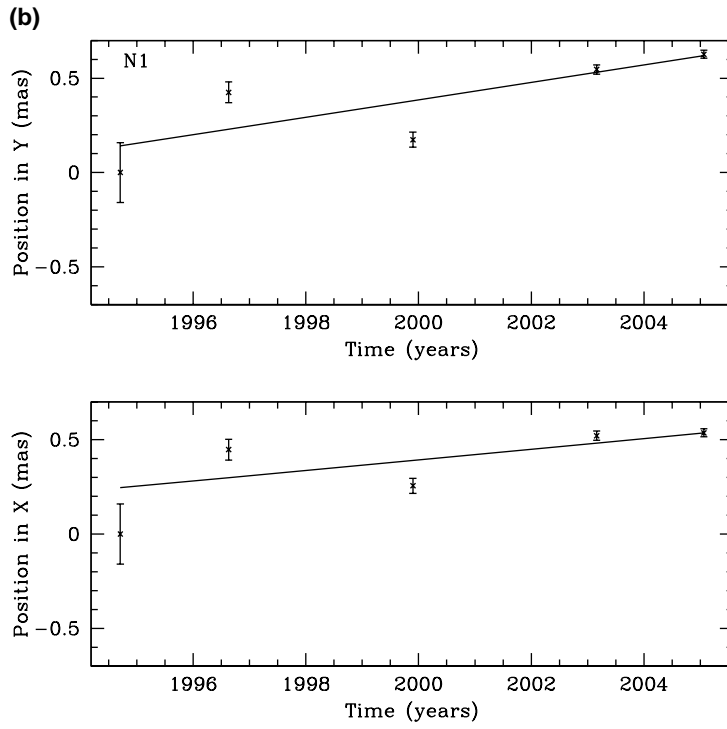 (b)
N1
0.5
0
−0.5
Position in Y (mas)
1996 1998 2000 2002 2004
Time (years)
0.5
0
−0.5
Position in X (mas)
1996 1998 2000 2002 2004
Time (years)